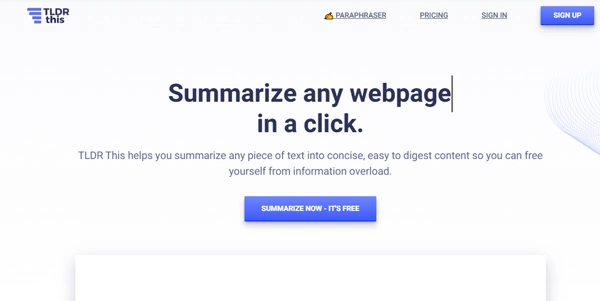 TLDR this
PARAPHRASER
PRICING
SIGN IN
SIGN UP
Summarize any webpage
in a click.
TLDR This helps you summarize any piece of text into concise, easy to digest content so you can free
yourself from information overload.
SUMMARIZE NOW - IT'S FREE